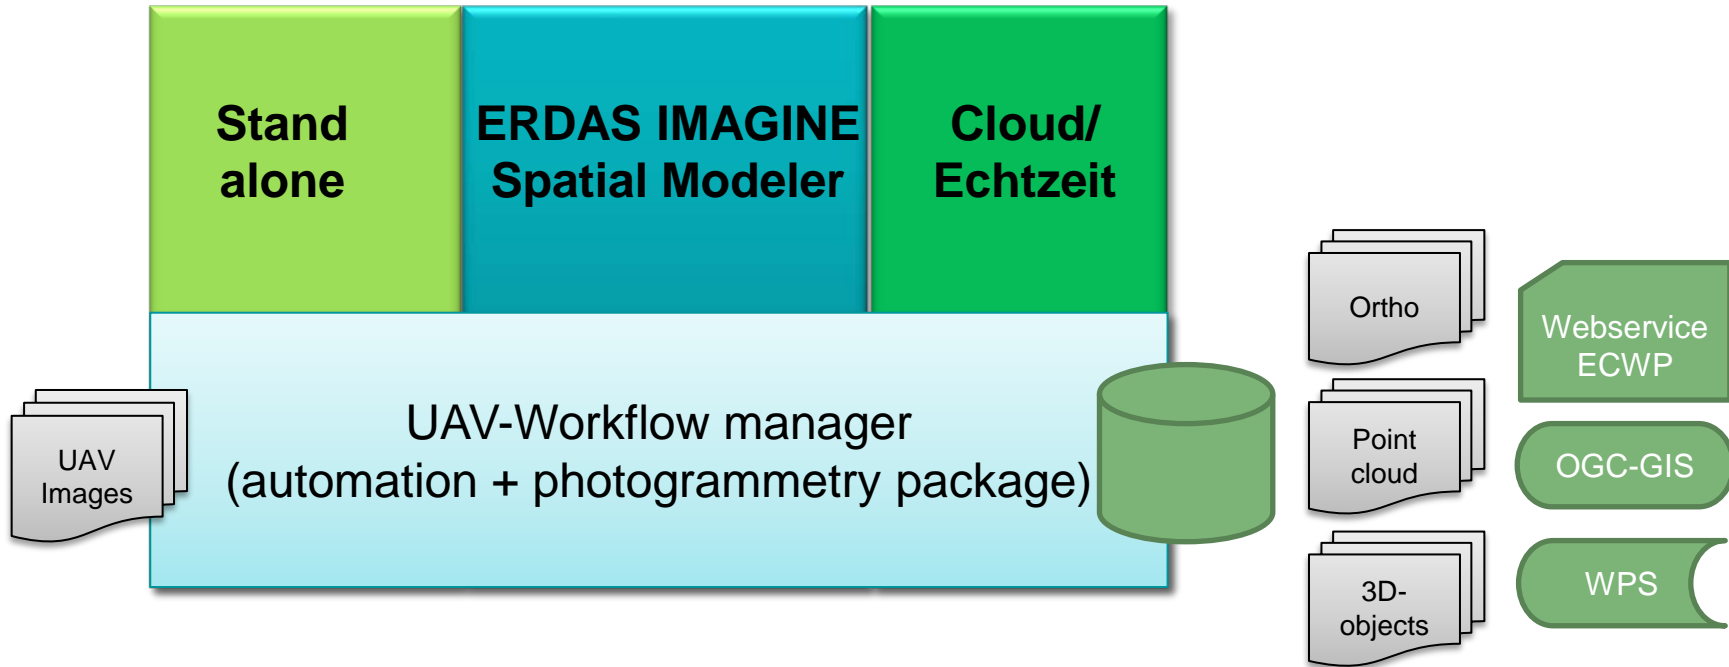 Stand
alone
ERDAS IMAGINE
Spatial Modeler
Cloud/
Echtzeit
UAV
Images
UAV-Workflow manager
(automation + photogrammetry package)
Ortho
Point
cloud
3D-
objects
Webservice
ECWP
OGC-GIS
WPS